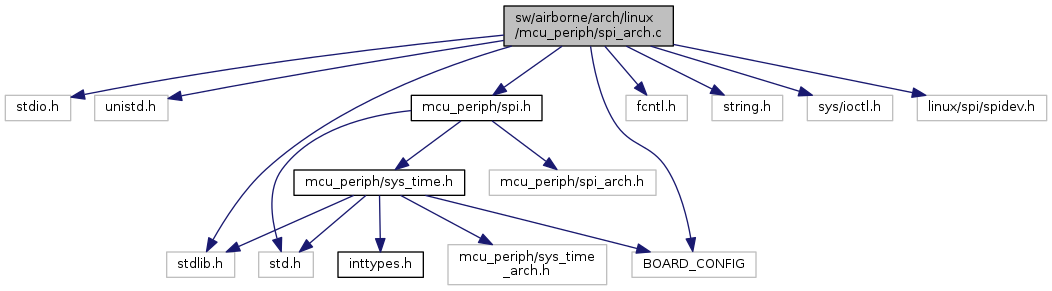 sw/airborne/arch/linux
/mcu_periph/spi_arch.c
stdio.h
unistd.h
mcu_periph/spi.h
fcntl.h
string.h
sys/ioctl.h
linux/spi/spidev.h
mcu_periph/sys_time.h
mcu_periph/spi_arch.h
stdlib.h
std.h
inttypes.h
mcu_periph/sys_time
_arch.h
BOARD_CONFIG